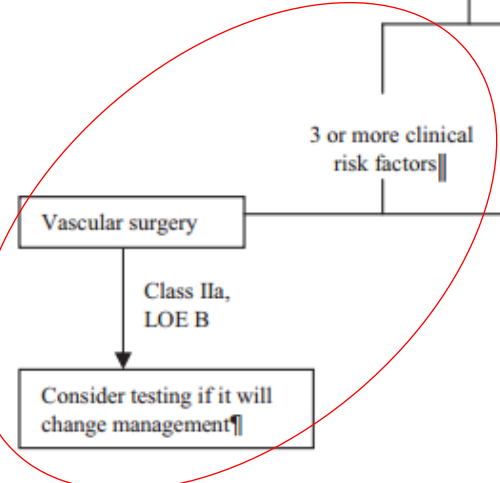 3 or more clinical
risk factors‖
Vascular surgery
Class IIa,
LOE B
Consider testing if it will
change management¶